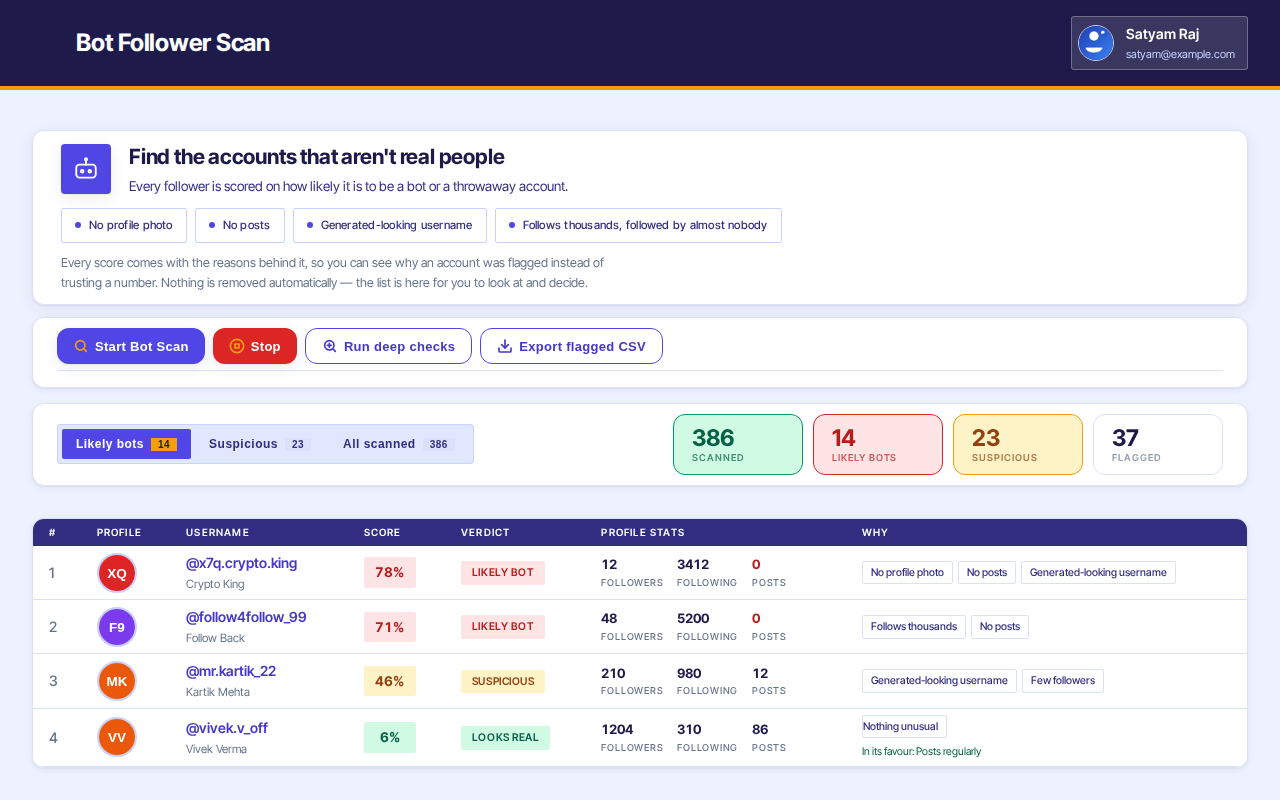 Bot Follower Scan
Satyam Raj
satyam@example.com
Find the accounts that aren't real people
Every follower is scored on how likely it is to be a bot or a throwaway account.
No profile photo
No posts
Generated-looking username
Follows thousands, followed by almost nobody
Every score comes with the reasons behind it, so you can see why an account was flagged instead of
trusting a number. Nothing is removed automatically — the list is here for you to look at and decide.
Start Bot Scan
Stop
Run deep checks
Export flagged CSV
Likely bots 14
Suspicious 23
All scanned 386
386
SCANNED
14
LIKELY BOTS
23
SUSPICIOUS
37
FLAGGED
# PROFILE USERNAME SCORE VERDICT PROFILE STATS WHY
1 XQ @x7q.crypto.king 78% LIKELY BOT 12 3412 0 No profile photo No posts Generated-looking username
Crypto King FOLLOWERS FOLLOWING POSTS
2 F9 @follow4follow_99 71% LIKELY BOT 48 5200 0 Follows thousands No posts
Follow Back FOLLOWERS FOLLOWING POSTS
3 MK @mr.kartik_22 46% SUSPICIOUS 210 980 12 Generated-looking username Few followers
Kartik Mehta FOLLOWERS FOLLOWING POSTS
4 VV @vivek.v_off 6% LOOKS REAL 1204 310 86 Nothing unusual
Vivek Verma FOLLOWERS FOLLOWING POSTS In its favour: Posts regularly